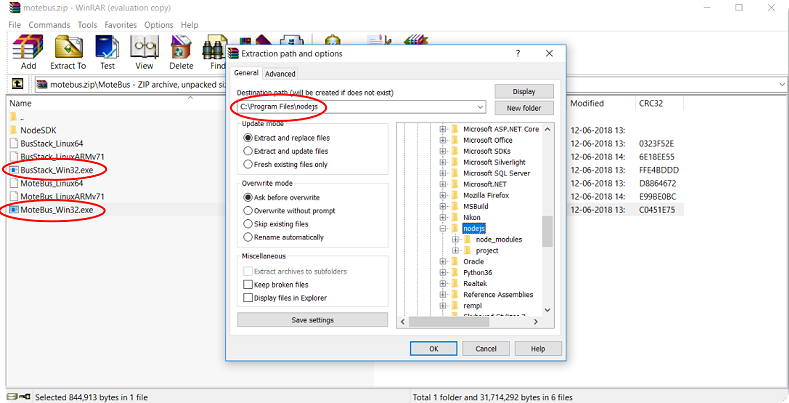 motebus.zip - WinRAR (evaluation copy)
File Commands Tools Favorites Options Help
Add Extract To Test View Delete Find
motebus.zip\MoteBus - ZIP archive, unpacked si
Name
Modified CRC32
..
NodeSDK 12-06-2018 13:
BusStack_Linux64 12-06-2018 13: 0323F52E
BusStack_LinuxARMv71 12-06-2018 14: 6E18EE55
BusStack_Win32.exe 12-06-2018 13: FFE4BDDD
MoteBus_Linux64 12-06-2018 13: D8864672
MoteBus_LinuxARMv71 12-06-2018 14: E99BE0BC
MoteBus_Win32.exe 12-06-2018 13: C0451E75
Extraction path and options
General Advanced
Destination path (will be created if does not exist)
C:\Program Files\nodejs
Display
New folder
Update mode
Extract and replace files
Extract and update files
Fresh existing files only
Overwrite mode
Ask before overwrite
Overwrite without prompt
Skip existing files
Rename automatically
Miscellaneous
Extract archives to subfolders
Keep broken files
Display files in Explorer
Save settings
Microsoft ASP.NET Core
Microsoft Office
Microsoft SDKs
Microsoft Silverlight
Microsoft SQL Server
Microsoft.NET
Mozilla Firefox
MSBuild
Nikon
nodejs
node_modules
project
Oracle
Python36
Realtek
Reference Assemblies
rempl
OK Cancel Help
Selected 844,913 bytes in 1 file
Total 1 folder and 31,714,292 bytes in 6 files